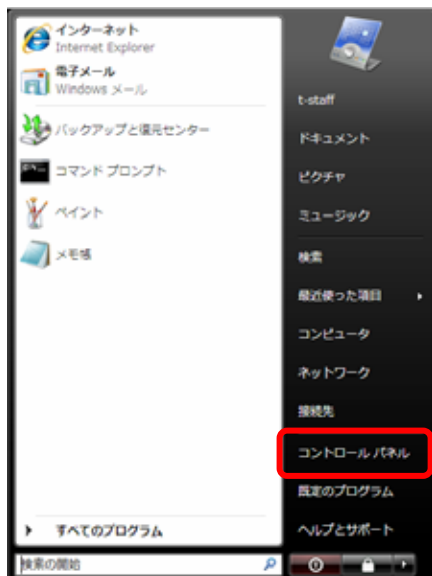 インターネット
Internet Explorer
電子メール
Windows メール
バックアップと復元センター
コマンド プロンプト
ペイント
メモ帳
すべてのプログラム
検索の開始
t-staff
ドキュメント
ピクチャ
ミュージック
検索
最近使った項目
コンピュータ
ネットワーク
接続先
コントロール パネル
既定のプログラム
ヘルプとサポート